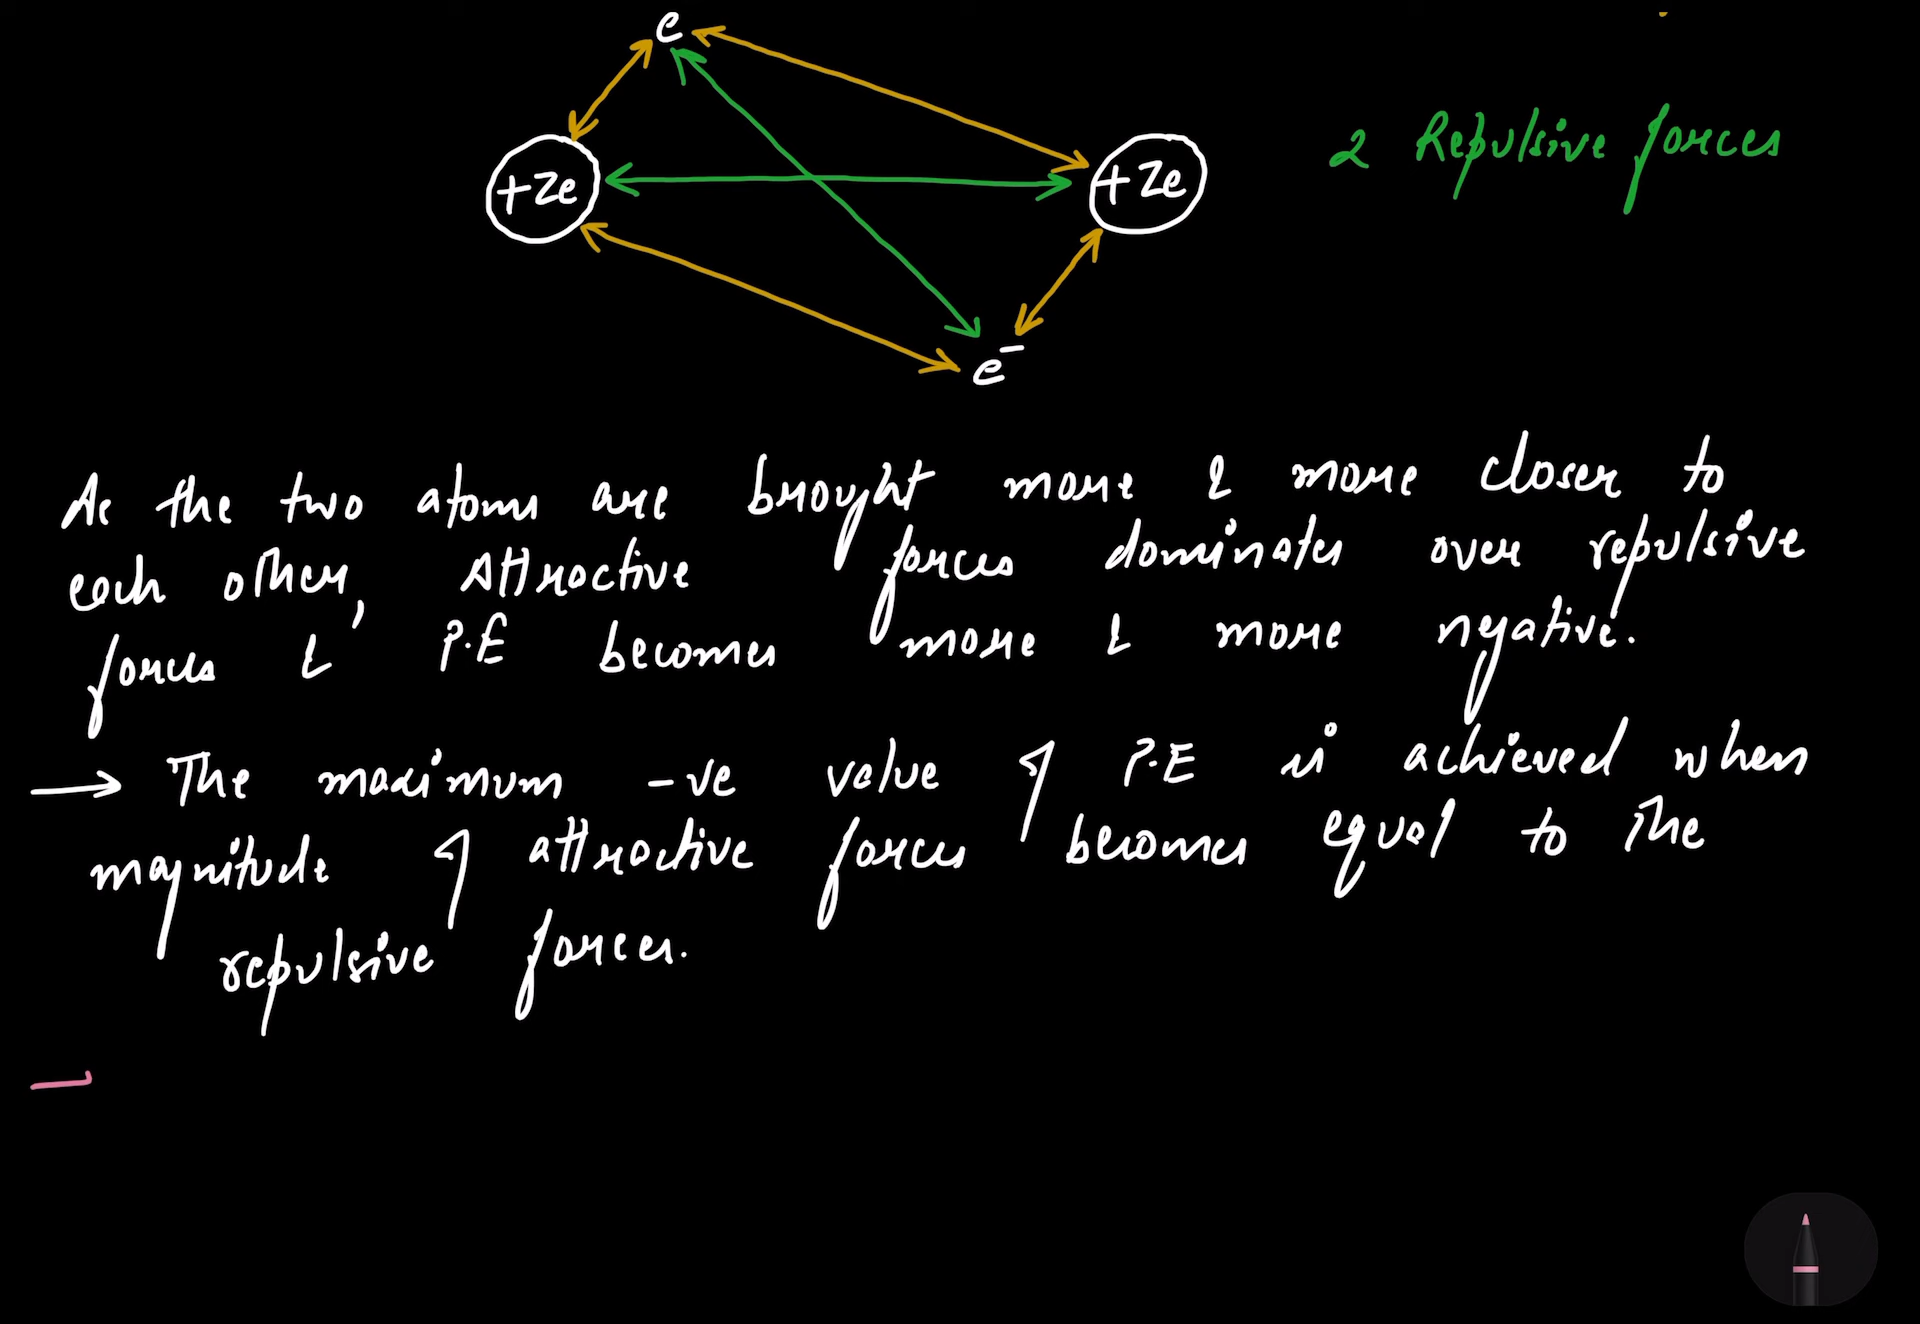 e
+Ze
+Ze
2 Repulsive forces
e⁻
As the two atoms are brought more & more closer to
each other, Attractive forces dominates over repulsive
forces & P.E becomes more & more negative.
→ The maximum -ve value of P.E is achieved when
magnitude of attractive forces becomes equal to the
repulsive forces.